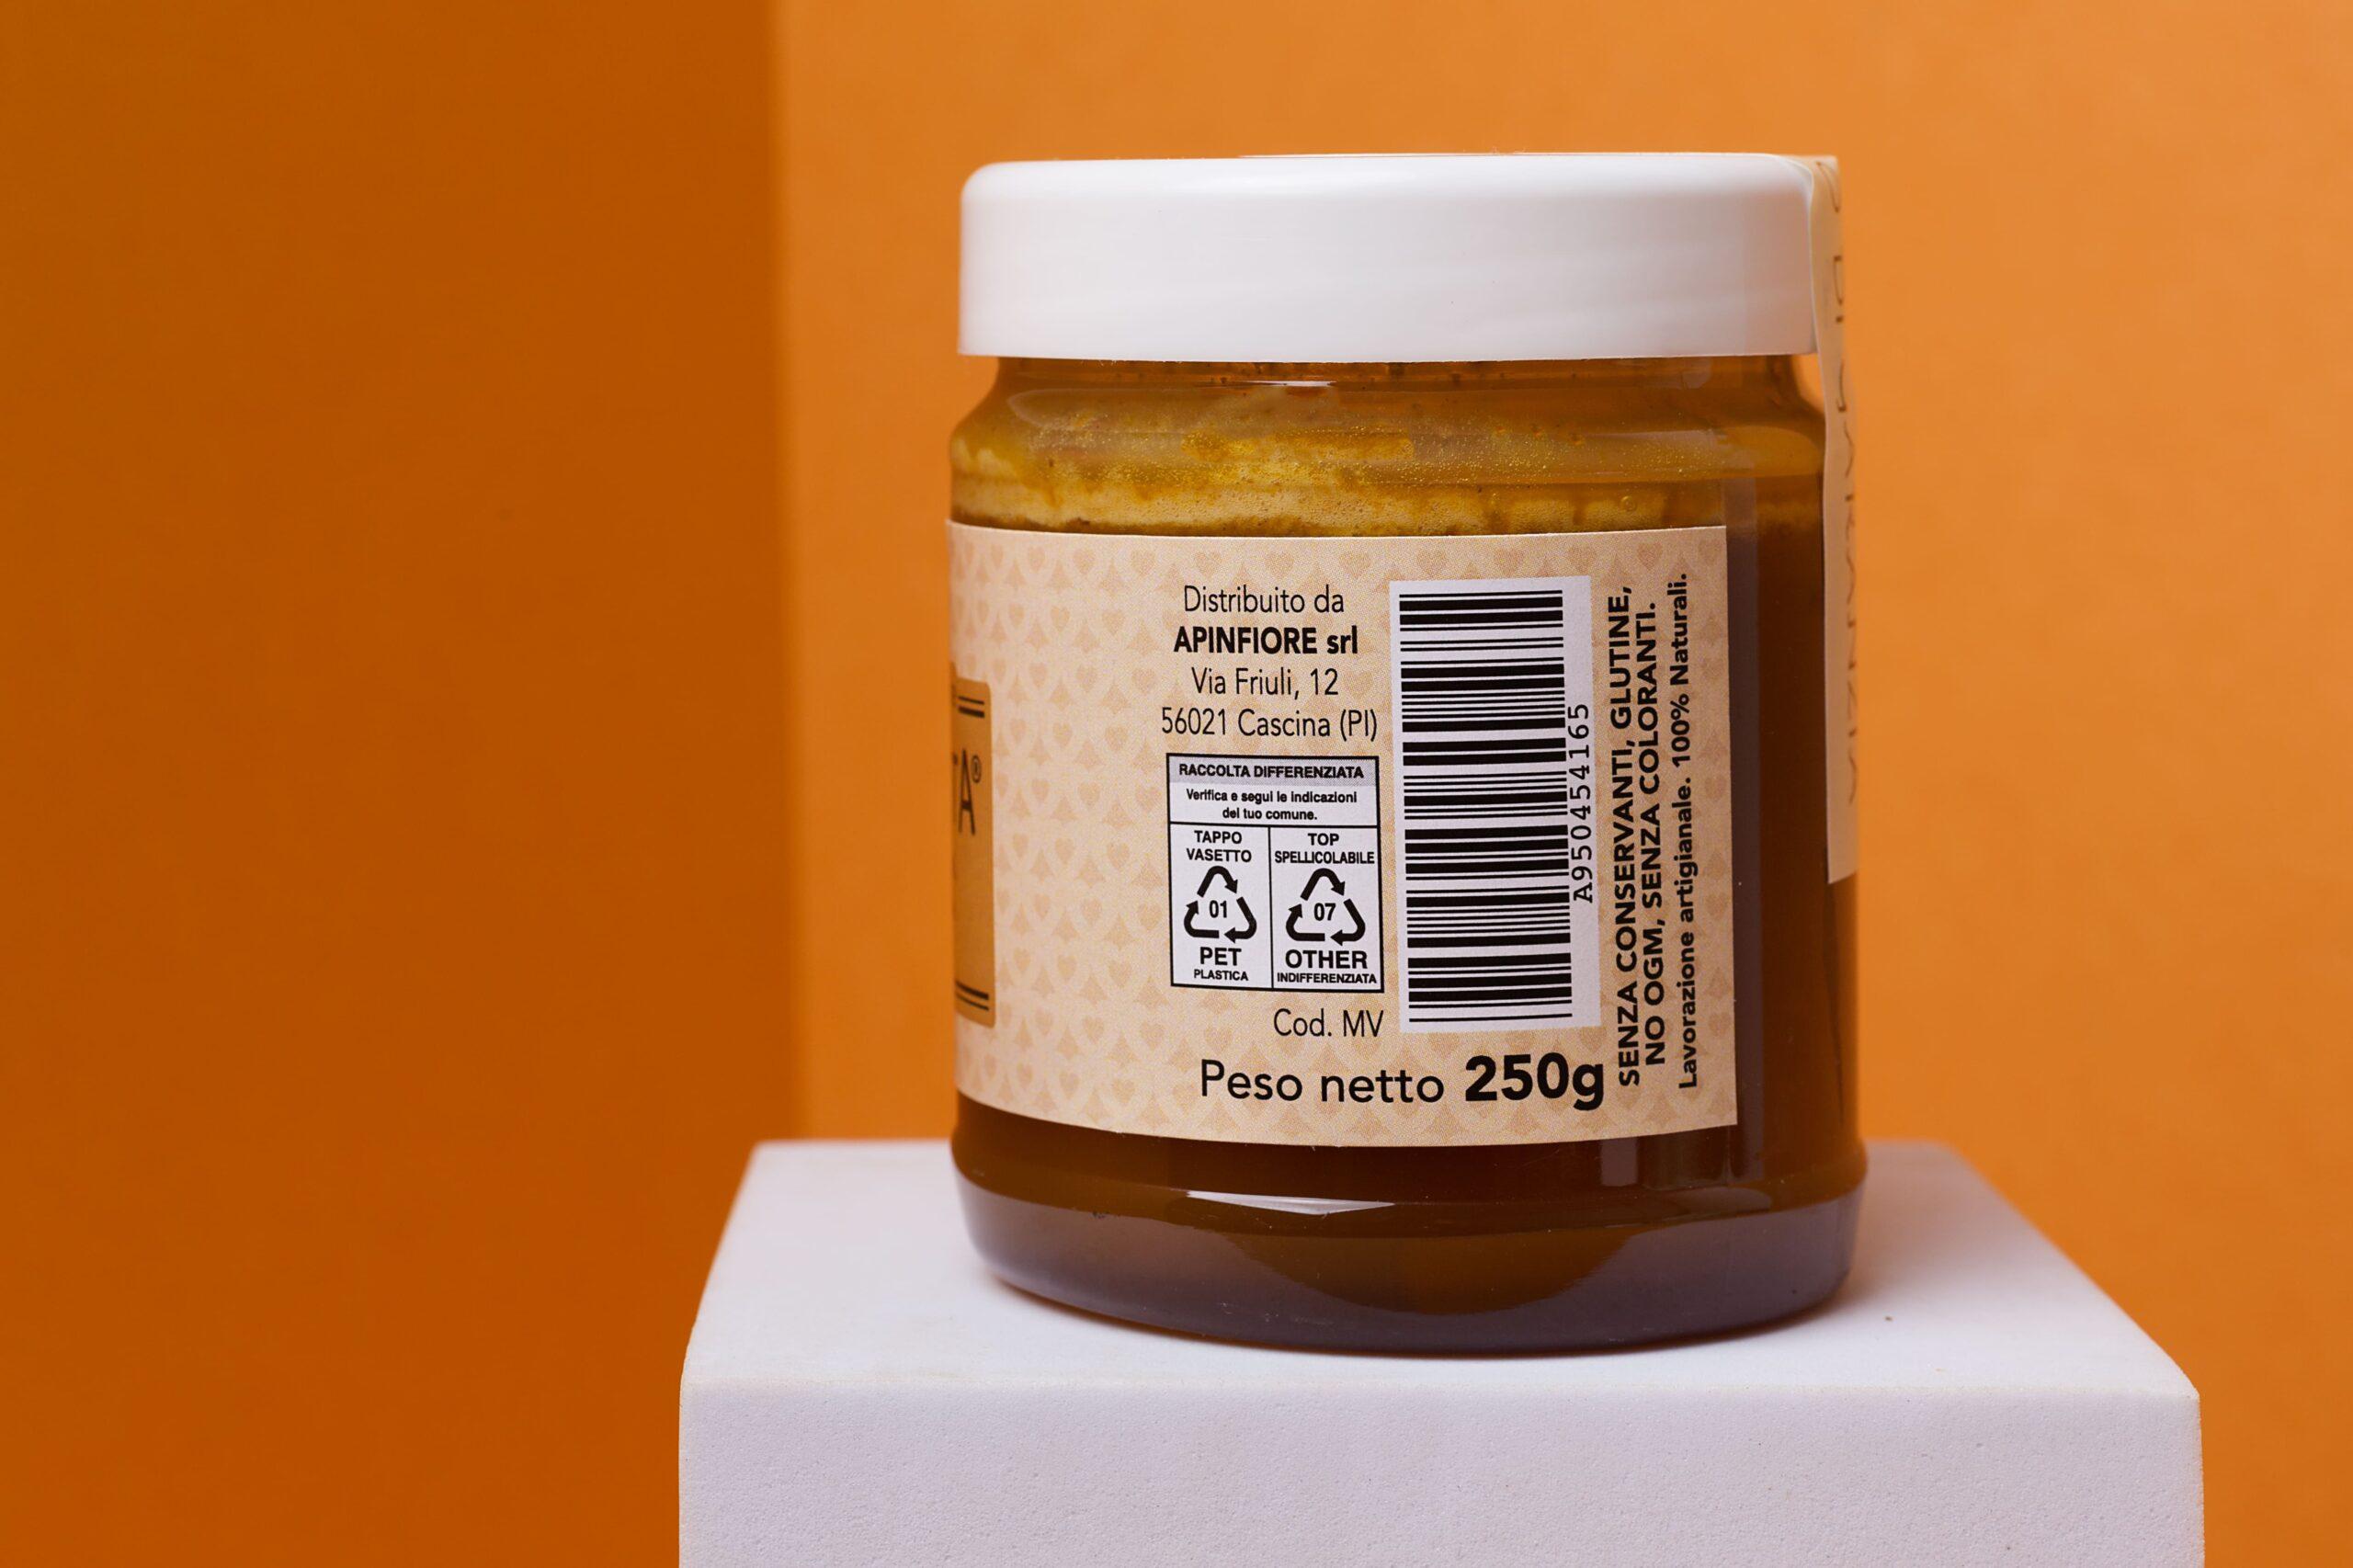 Distribuito da
APINFIORE srl
Via Friuli, 12
56021 Cascina (PI)
RACCOLTA DIFFERENZIATA
Verifica e segui le indicazioni
del tuo comune.
TAPPO
VASETTO
01
PET
PLASTICA
TOP
SPELLICOLABILE
07
OTHER
INDIFFERENZIATA
Cod. MV
Peso netto 250g
A950454165
SENZA CONSERVANTI, GLUTINE,
NO OGM, SENZA COLORANTI.
Lavorazione artigianale. 100% Naturali.
TA®